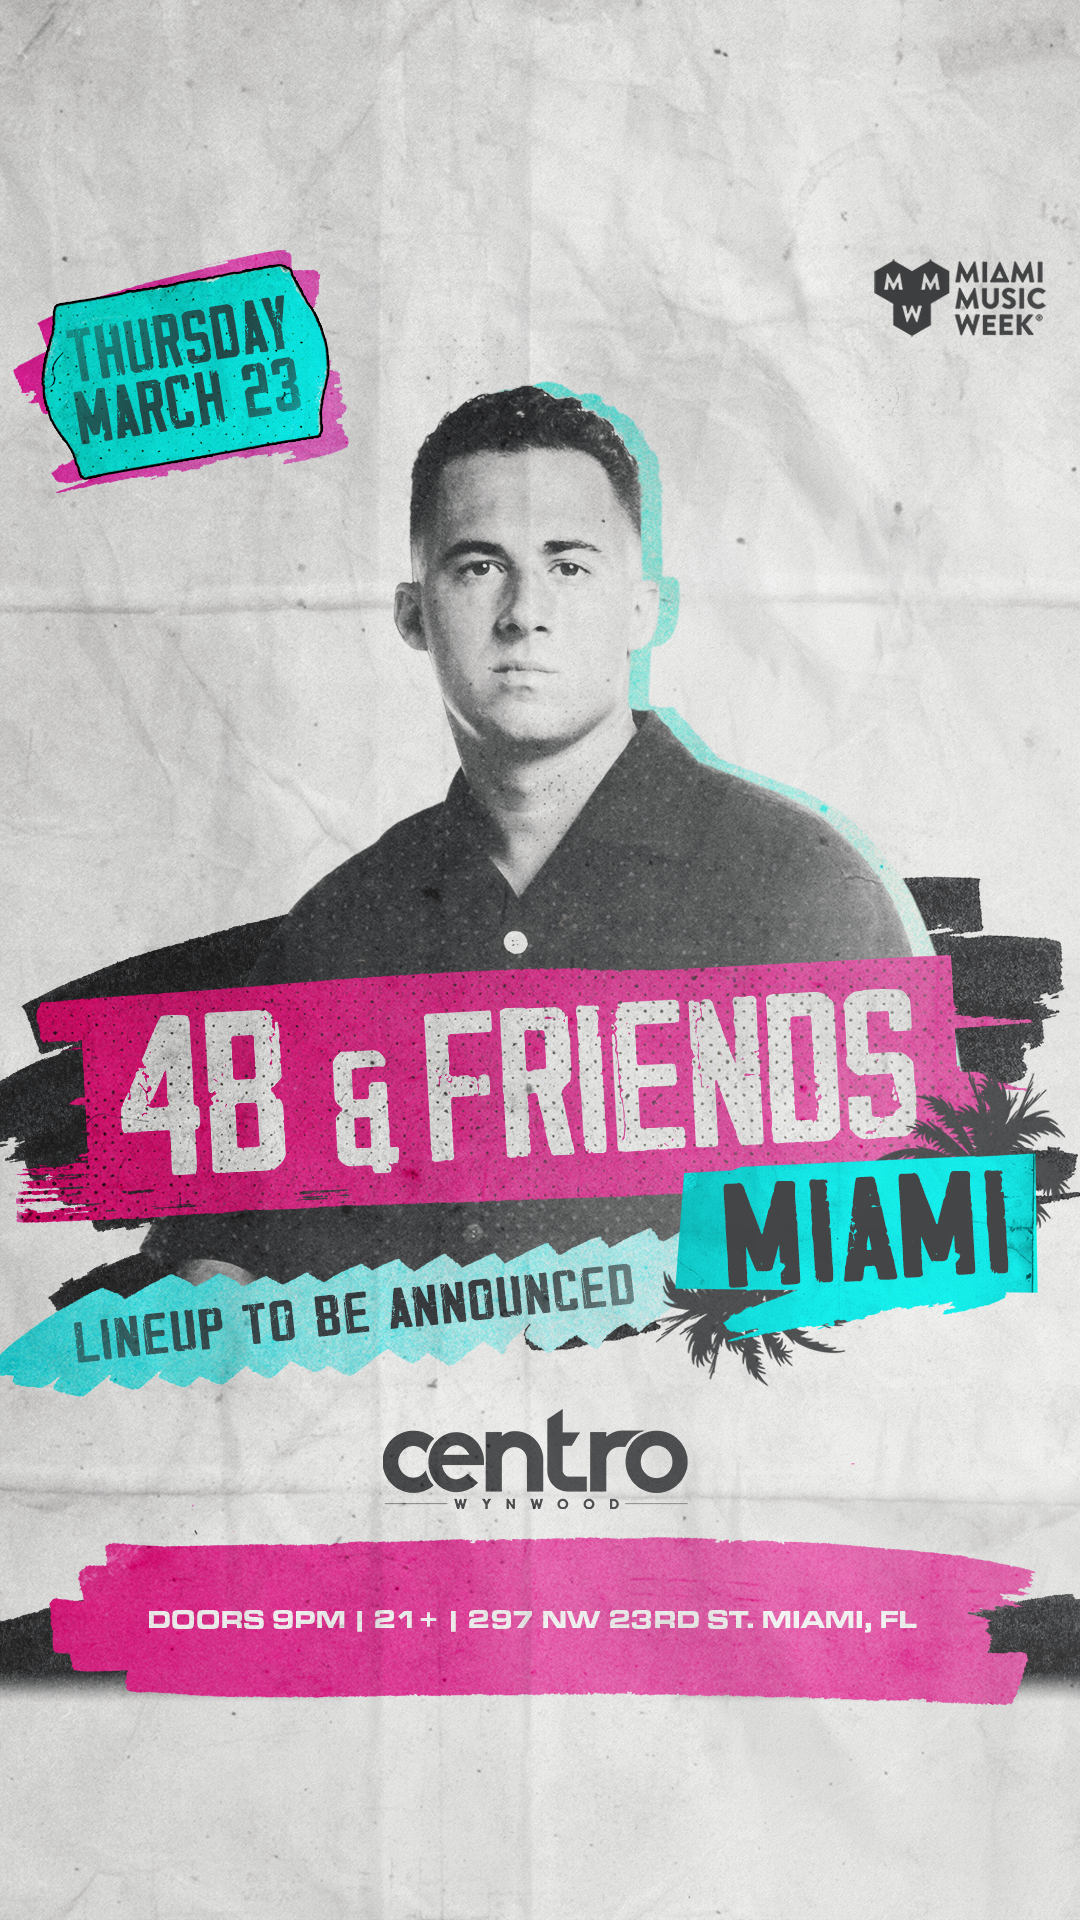 THURSDAY
MARCH 23
M M W
MIAMI
MUSIC
WEEK®
4B & FRIENDS
MIAMI
LINEUP TO BE ANNOUNCED
centro
WYNWOOD
DOORS 9PM | 21+ | 297 NW 23RD ST. MIAMI, FL